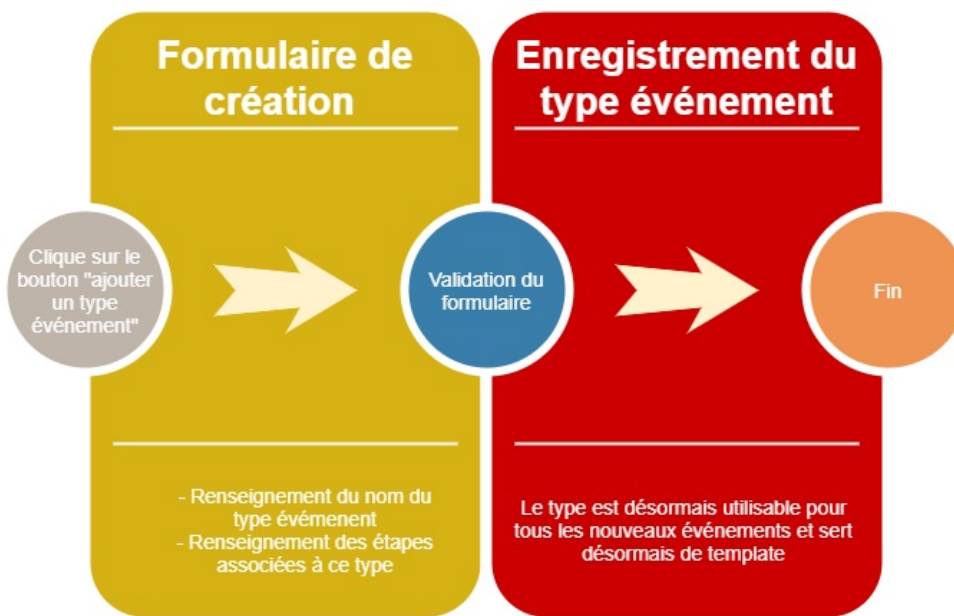 Formulaire de
création
Enregistrement du
type événement
Clique sur le
bouton "ajouter
un type
événement"
Validation du
formulaire
Fin
- Renseignement du nom du
type évémenent
- Renseignement des étapes
associées à ce type
Le type est désormais utilisable pour
tous les nouveaux événements et sert
désormais de template